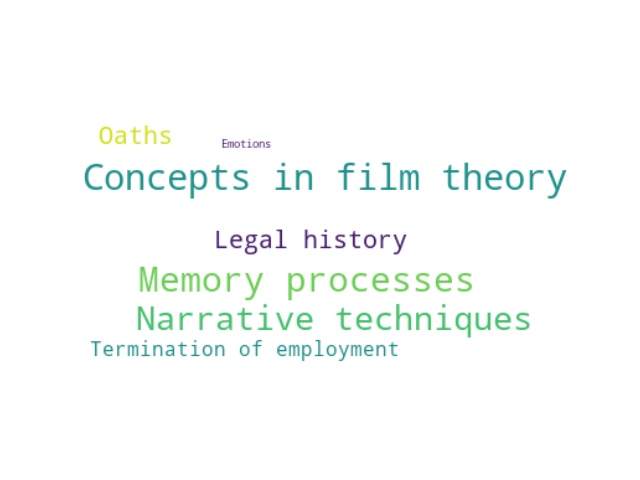 Oaths
Emotions
Concepts in film theory
Legal history
Memory processes
Narrative techniques
Termination of employment